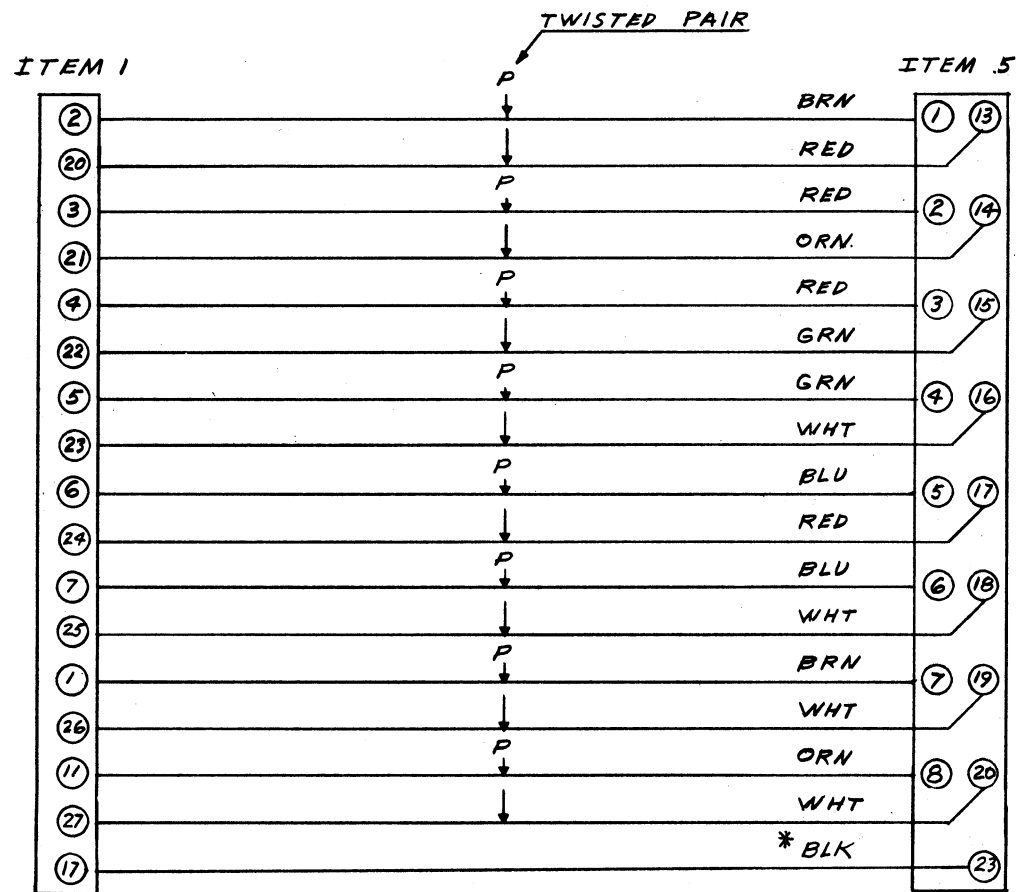 TWISTED PAIR
ITEM 1 P ITEM 5
2 BRN 1 13
20 RED
P
3 RED 2 14
21 ORN.
P
4 RED 3 15
22 GRN
P
5 GRN 4 16
23 WHT
P
6 BLU 5 17
24 RED
P
7 BLU 6 18
25 WHT
P
1 BRN 7 19
26 WHT
P
11 ORN 8 20
27 WHT
17 * BLK 23